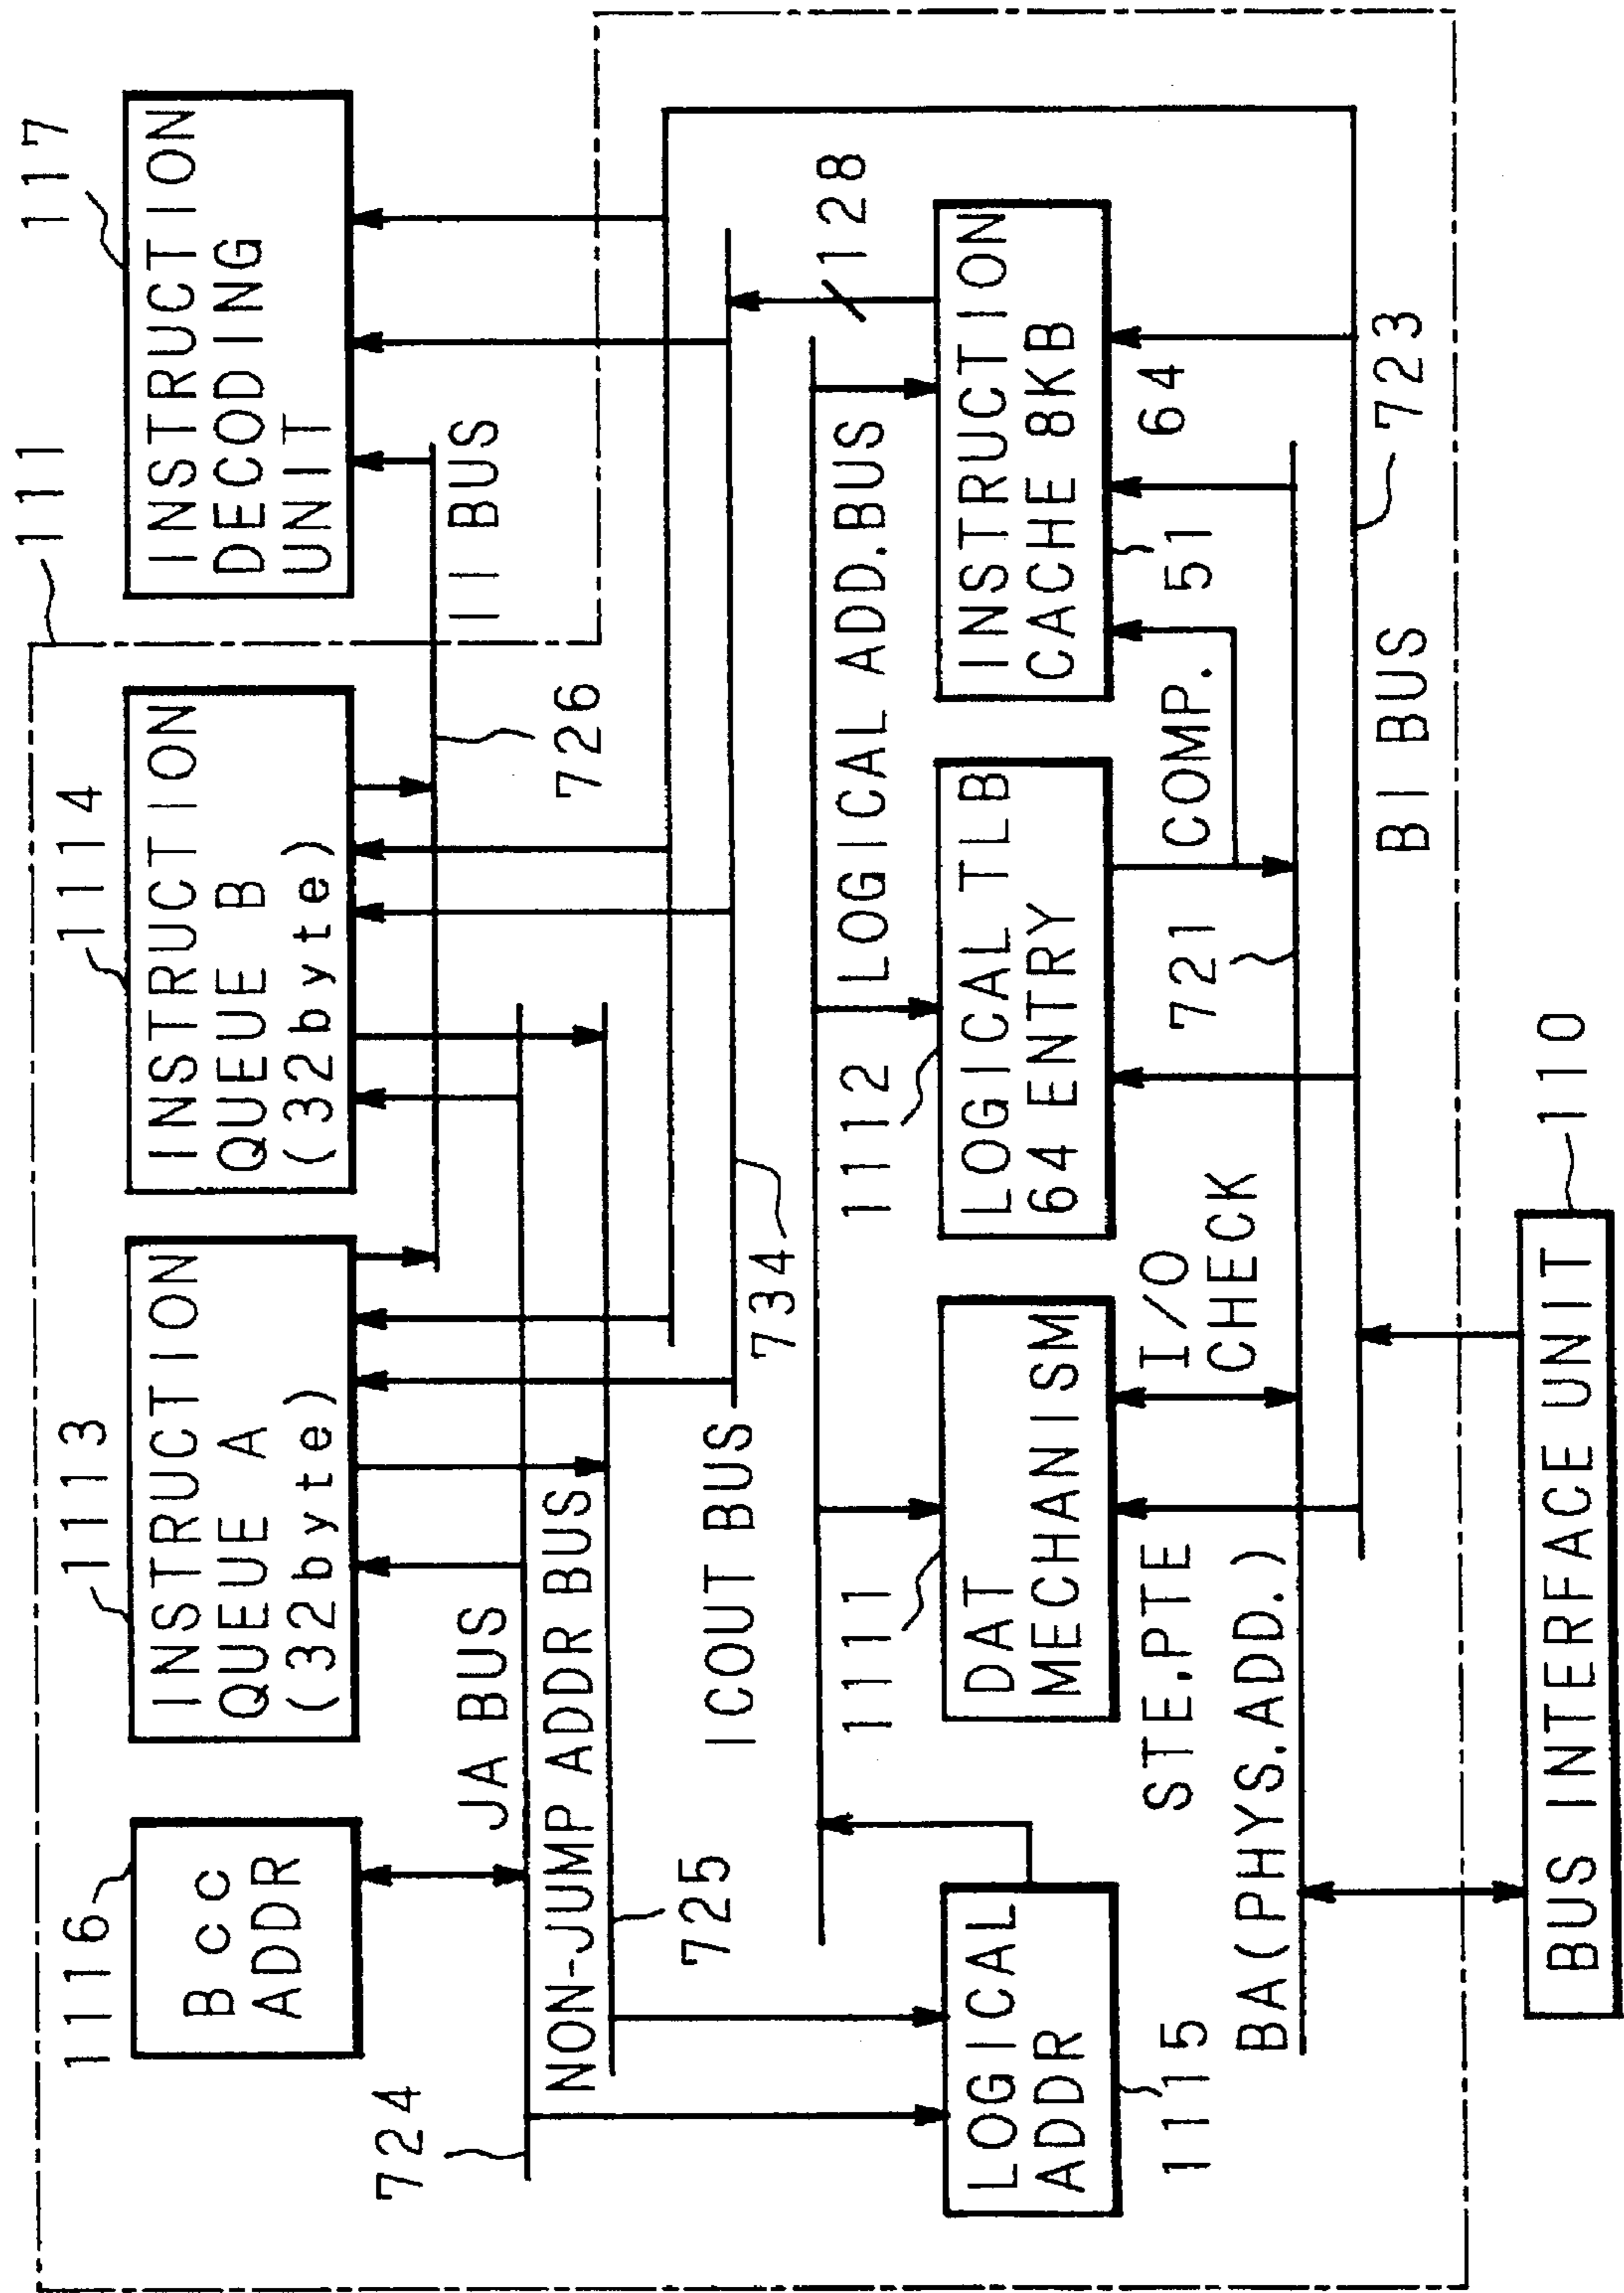 111
1116
B cc
ADDR
1113
INSTRUCTION
QUEUE A
(32byte)
1114
INSTRUCTION
QUEUE B
(32byte)
117
INSTRUCTION
DECODING
UNIT
724
JA BUS
NON-JUMP ADDR BUS
725
II BUS
726
ICOUT BUS
734
128
LOGICAL ADD.BUS
LOGICAL
ADDR
1115
1111
DAT
MECHANISM
1112
LOGICAL TLB
64 ENTRY
INSTRUCTION
CACHE 8KB
51
64
STE,PTE
I/O
CHECK
COMP.
721
BA(PHYS.ADD.)
BI BUS
723
BUS INTERFACE UNIT
110